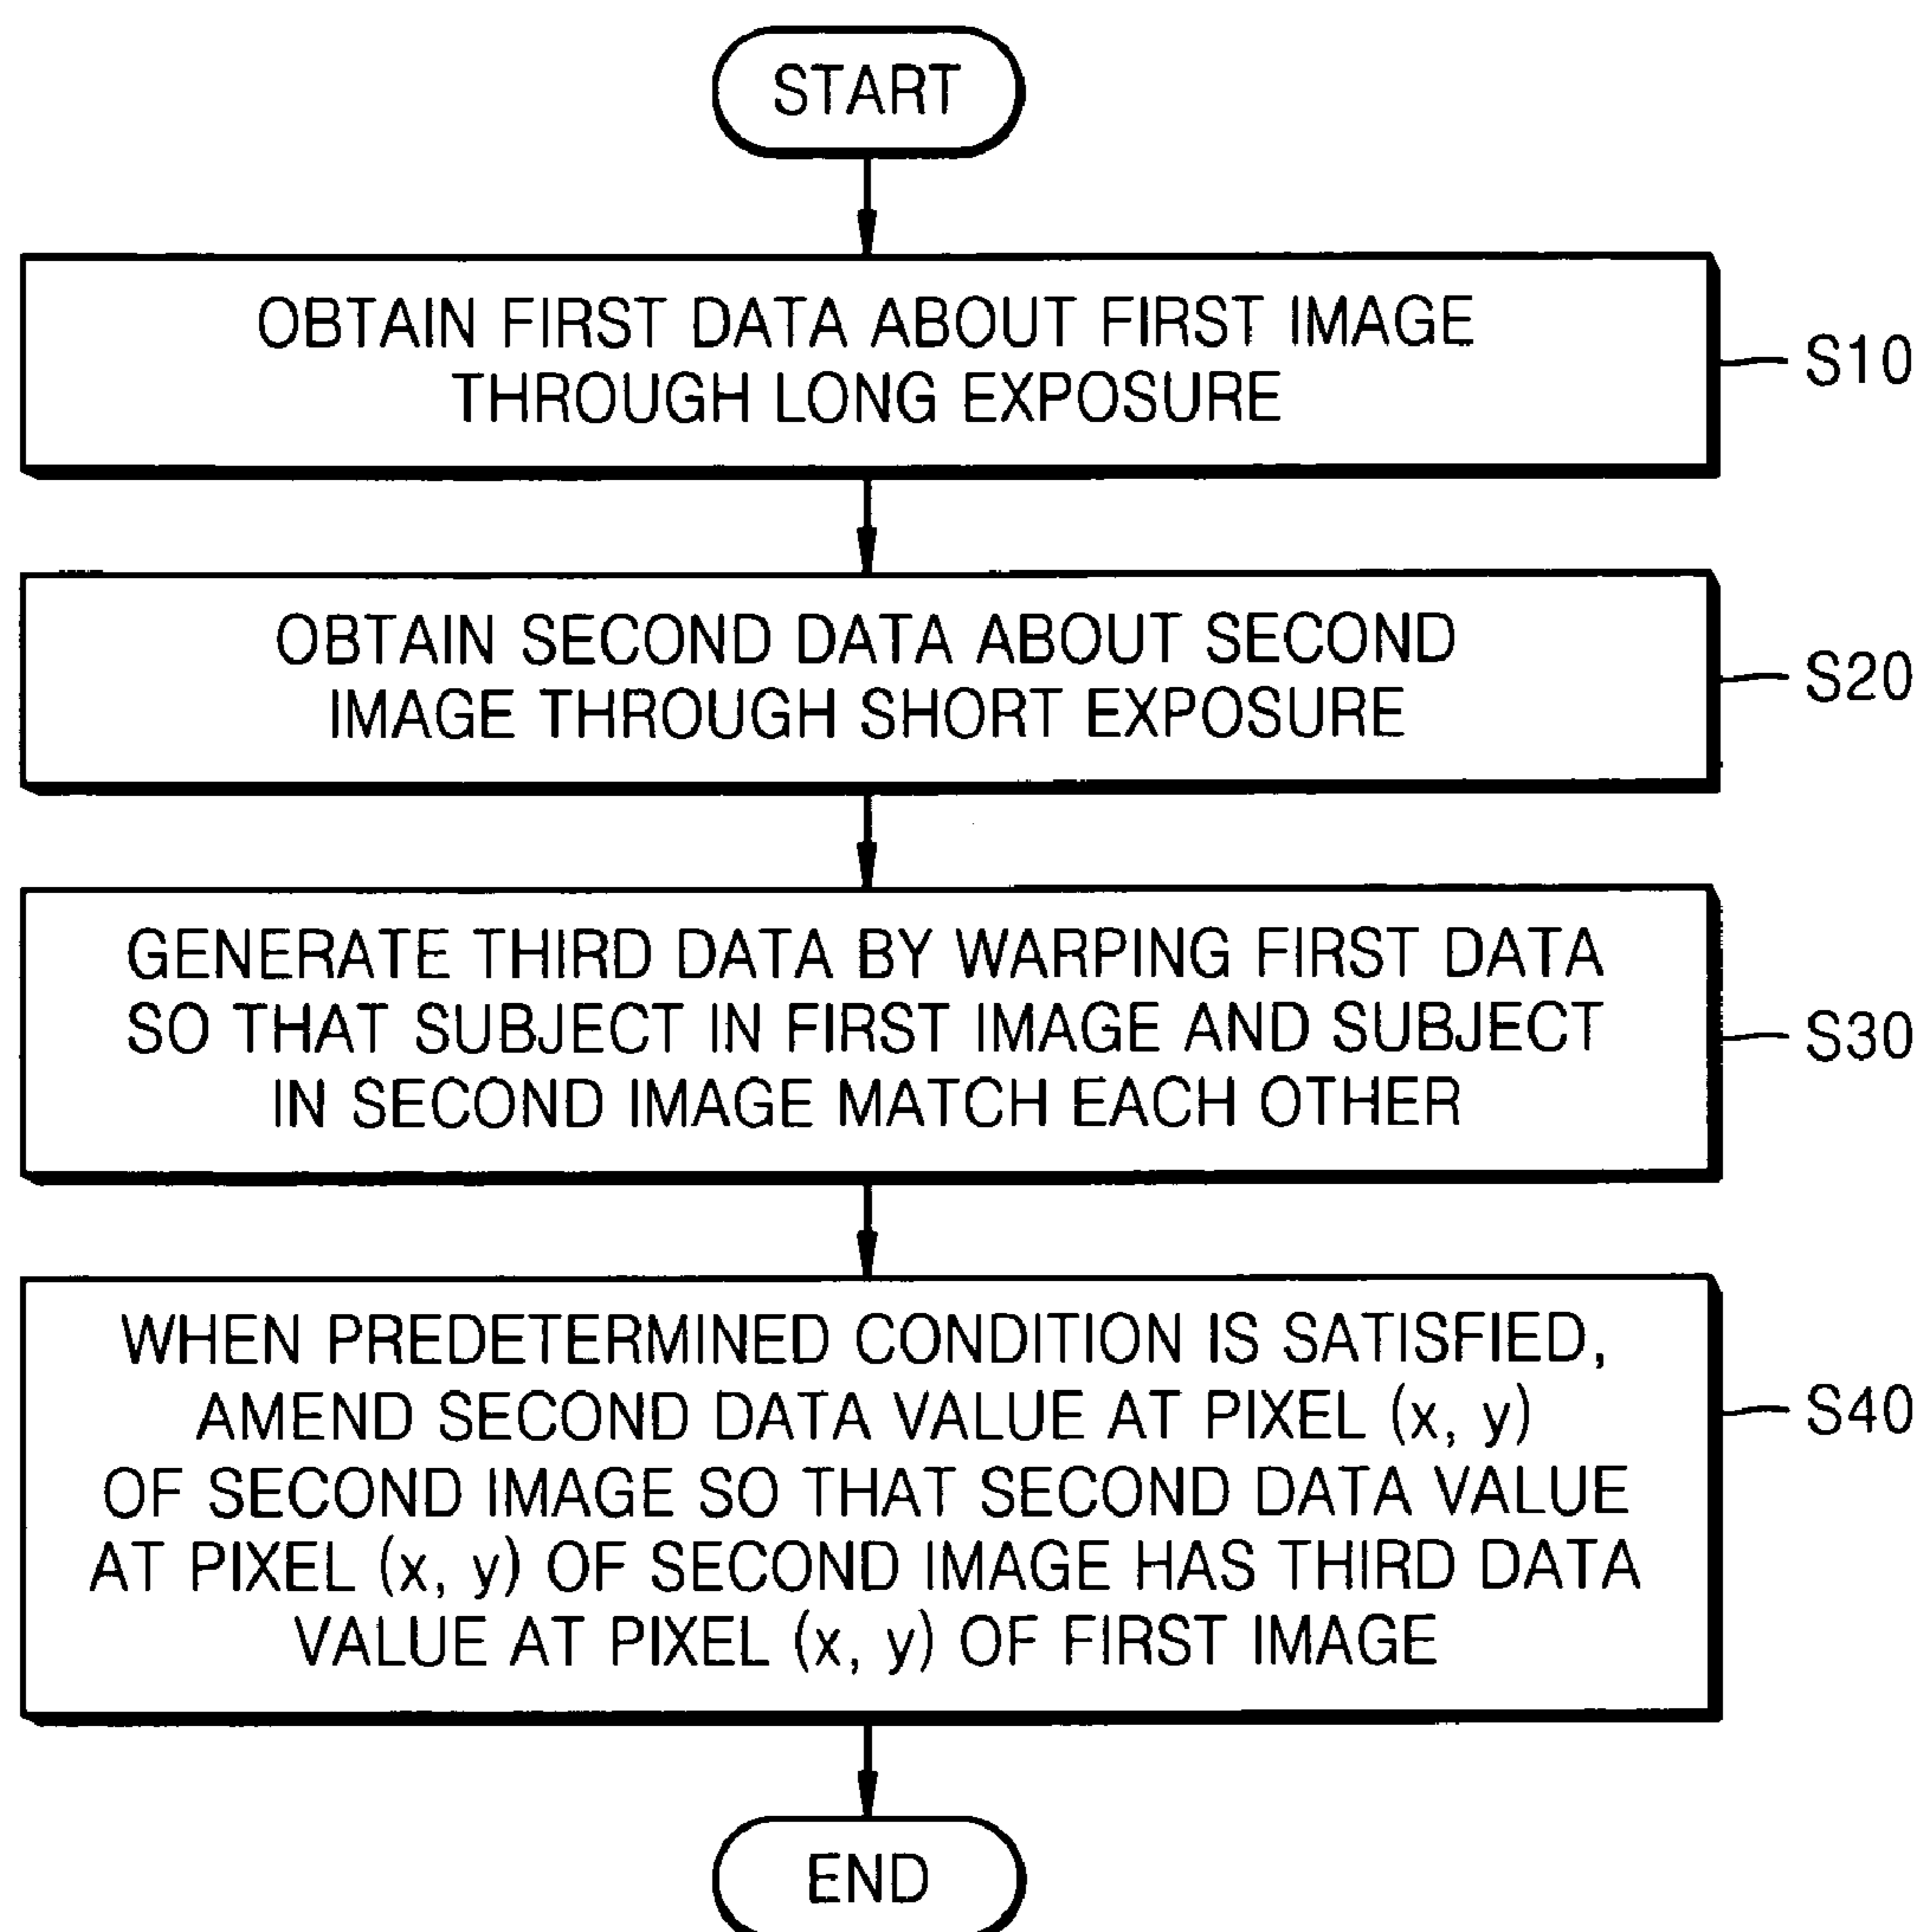 START
OBTAIN FIRST DATA ABOUT FIRST IMAGE
THROUGH LONG EXPOSURE
S10
OBTAIN SECOND DATA ABOUT SECOND
IMAGE THROUGH SHORT EXPOSURE
S20
GENERATE THIRD DATA BY WARPING FIRST DATA
SO THAT SUBJECT IN FIRST IMAGE AND SUBJECT
IN SECOND IMAGE MATCH EACH OTHER
S30
WHEN PREDETERMINED CONDITION IS SATISFIED,
AMEND SECOND DATA VALUE AT PIXEL (x, y)
OF SECOND IMAGE SO THAT SECOND DATA VALUE
AT PIXEL (x, y) OF SECOND IMAGE HAS THIRD DATA
VALUE AT PIXEL (x, y) OF FIRST IMAGE
S40
END